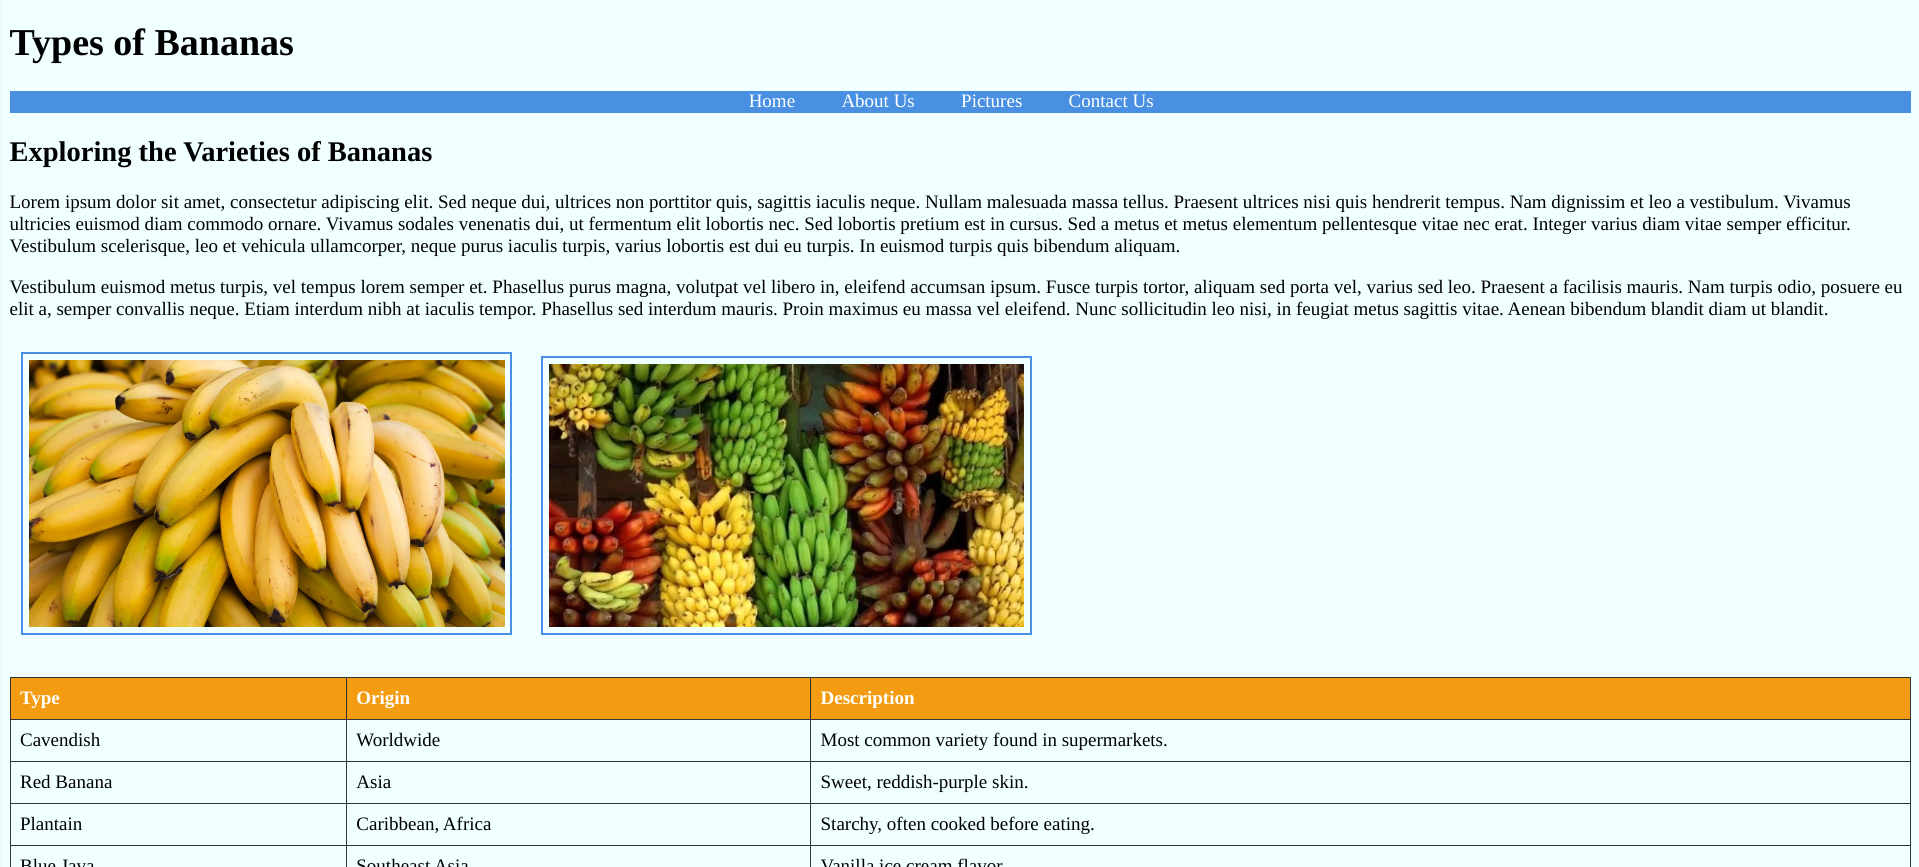 Types of Bananas
Home About Us Pictures Contact Us
Exploring the Varieties of Bananas
Lorem ipsum dolor sit amet, consectetur adipiscing elit. Sed neque dui, ultrices non porttitor quis, sagittis iaculis neque. Nullam malesuada massa tellus. Praesent ultrices nisi quis hendrerit tempus. Nam dignissim et leo a vestibulum. Vivamus
ultricies euismod diam commodo ornare. Vivamus sodales venenatis dui, ut fermentum elit lobortis nec. Sed lobortis pretium est in cursus. Sed a metus et metus elementum pellentesque vitae nec erat. Integer varius diam vitae semper efficitur.
Vestibulum scelerisque, leo et vehicula ullamcorper, neque purus iaculis turpis, varius lobortis est dui eu turpis. In euismod turpis quis bibendum aliquam.
Vestibulum euismod metus turpis, vel tempus lorem semper et. Phasellus purus magna, volutpat vel libero in, eleifend accumsan ipsum. Fusce turpis tortor, aliquam sed porta vel, varius sed leo. Praesent a facilisis mauris. Nam turpis odio, posuere eu
elit a, semper convallis neque. Etiam interdum nibh at iaculis tempor. Phasellus sed interdum mauris. Proin maximus eu massa vel eleifend. Nunc sollicitudin leo nisi, in feugiat metus sagittis vitae. Aenean bibendum blandit diam ut blandit.
Type Origin Description
Cavendish Worldwide Most common variety found in supermarkets.
Red Banana Asia Sweet, reddish-purple skin.
Plantain Caribbean, Africa Starchy, often cooked before eating.
Blue Java Southeast Asia Vanilla ice cream flavor.